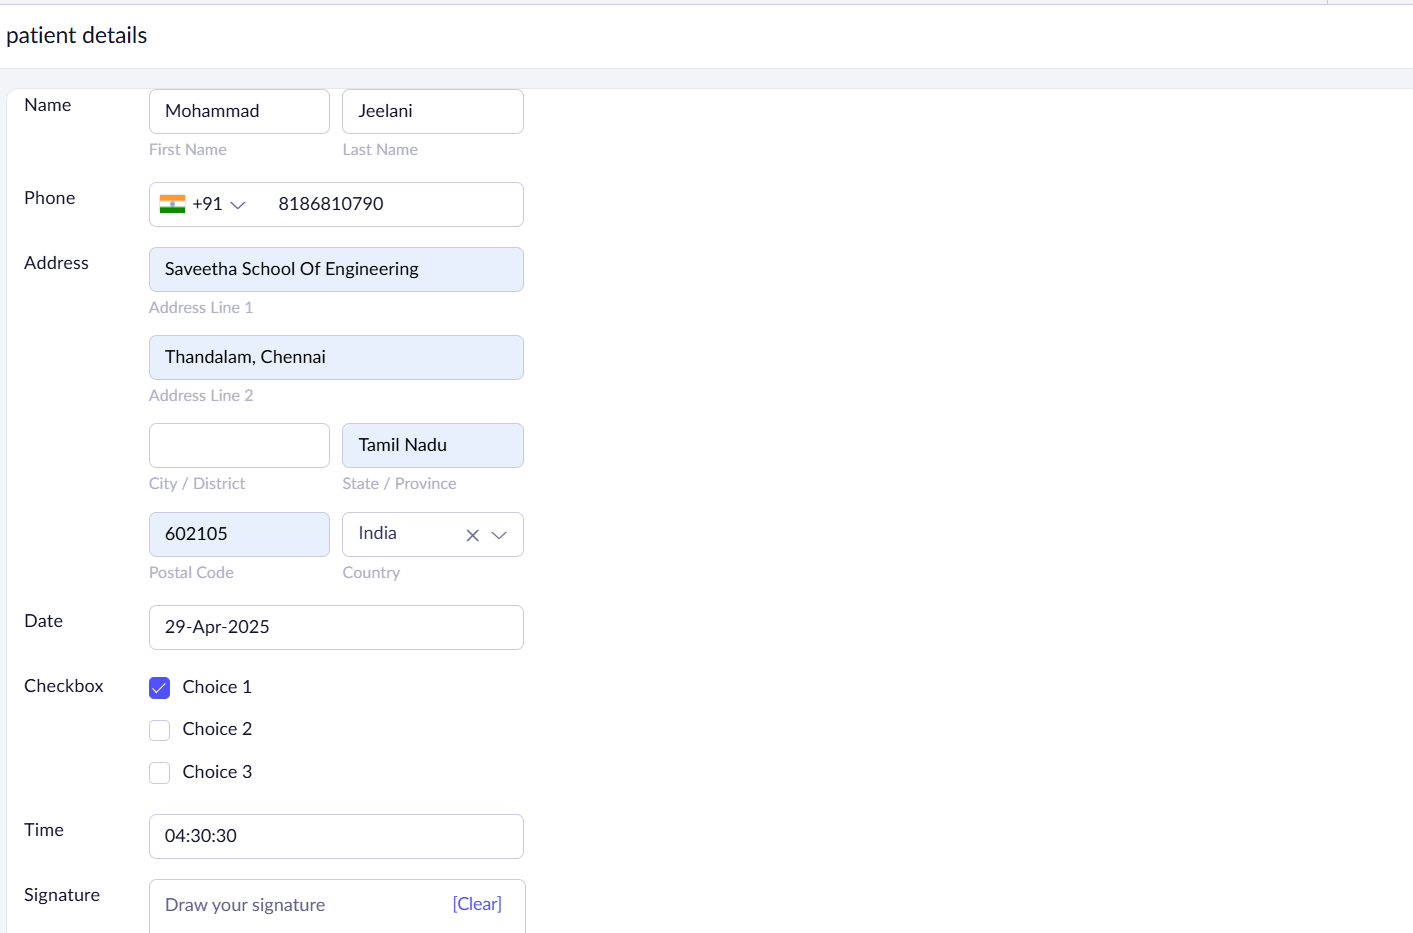 patient details
Name
Mohammad
Jeelani
First Name
Last Name
Phone
+91
8186810790
Address
Saveetha School Of Engineering
Address Line 1
Thandalam, Chennai
Address Line 2
Tamil Nadu
City / District
State / Province
602105
India
Postal Code
Country
Date
29-Apr-2025
Checkbox
Choice 1
Choice 2
Choice 3
Time
04:30:30
Signature
Draw your signature
[Clear]